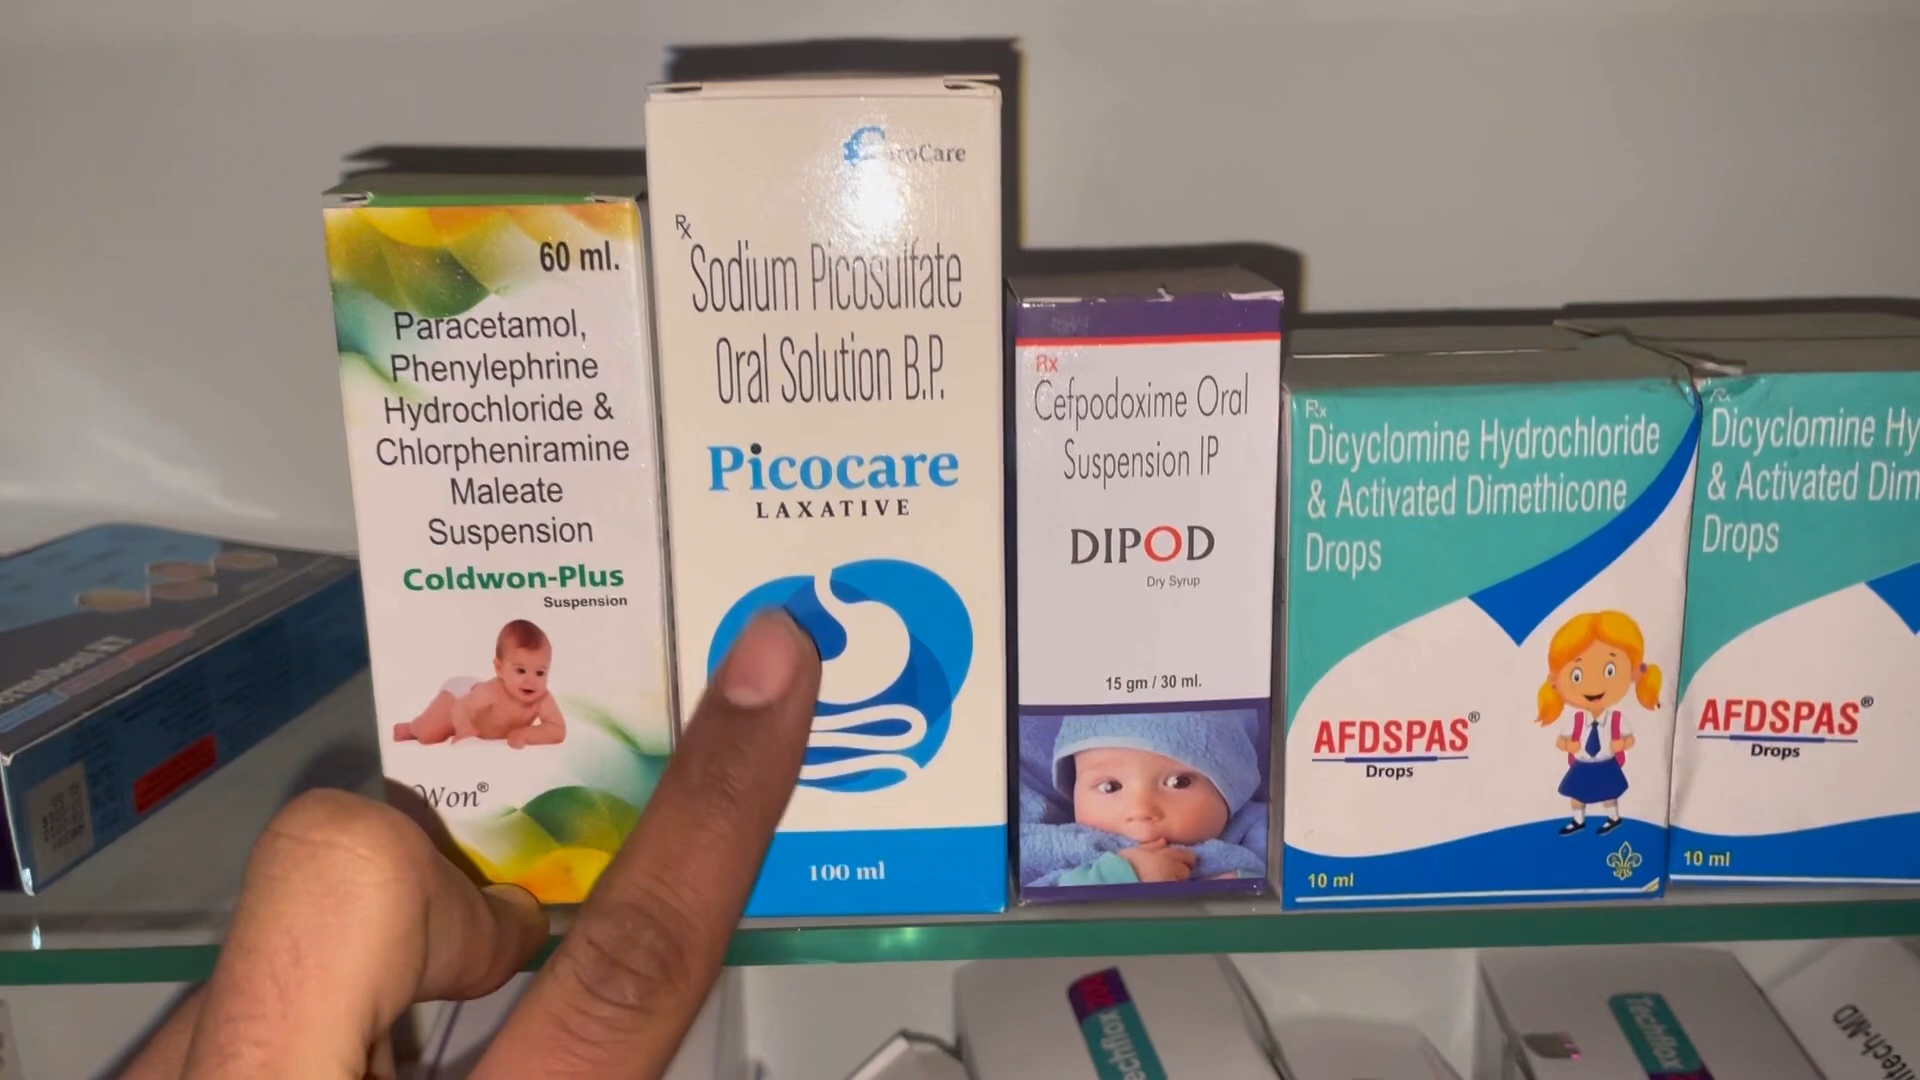 60 ml.
Paracetamol,
Phenylephrine
Hydrochloride &
Chlorpheniramine
Maleate
Suspension
Coldwon-Plus
Suspension
Won®
Rx
Sodium Picosulfate
Oral Solution B.P.
Picocare
LAXATIVE
100 ml
Rx
Cefpodoxime Oral
Suspension IP
DIPOD
Dry Syrup
15 gm / 30 ml.
Rx
Dicyclomine Hydrochloride
& Activated Dimethicone
Drops
AFDSPAS®
Drops
10 ml
Rx
Dicyclomine Hy
& Activated Dim
Drops
AFDSPAS®
Drops
10 ml